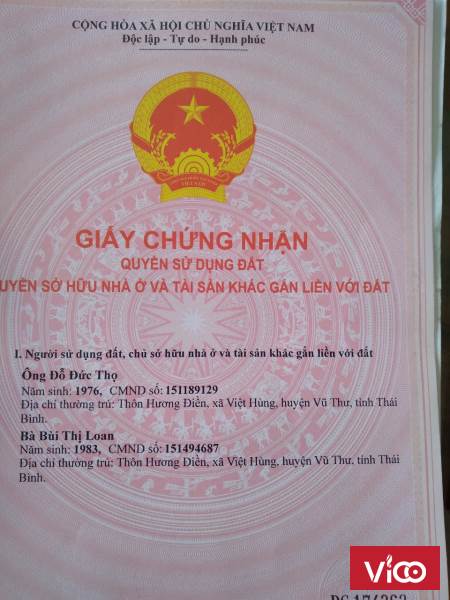 CỘNG HÒA XÃ HỘI CHỦ NGHĨA VIỆT NAM
Độc lập - Tự do - Hạnh phúc
VIỆT NAM
GIẤY CHỨNG NHẬN
QUYỀN SỬ DỤNG ĐẤT
UYỀN SỞ HỮU NHÀ Ở VÀ TÀI SẢN KHÁC GẮN LIỀN VỚI ĐẤT
I. Người sử dụng đất, chủ sở hữu nhà ở và tài sản khác gắn liền với đất
Ông Đỗ Đức Thọ
Năm sinh: 1976, CMND số: 151189129
Địa chỉ thường trú: Thôn Hương Điền, xã Việt Hùng, huyện Vũ Thư, tỉnh Thái
Bình.
Bà Bùi Thị Loan
Năm sinh: 1983, CMND số: 151494687
Địa chỉ thường trú: Thôn Hương Điền, xã Việt Hùng, huyện Vũ Thư, tỉnh Thái
Bình.
Vico